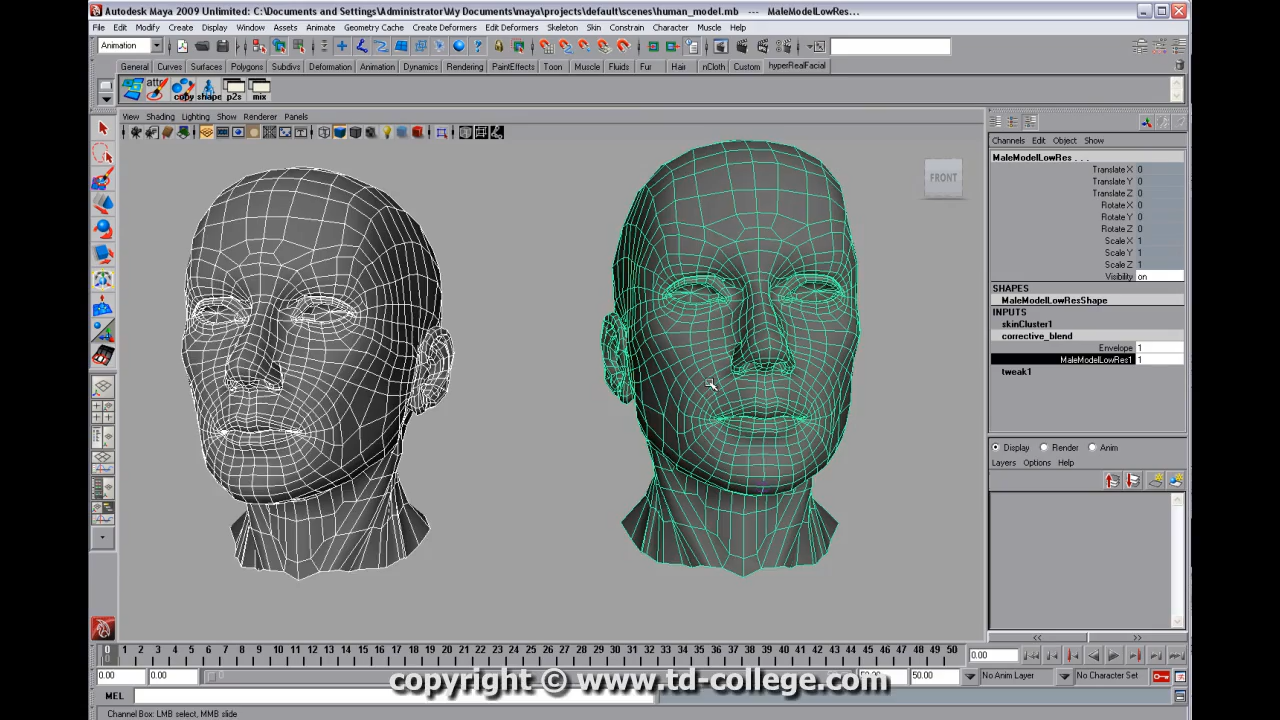 Autodesk Maya 2009 Unlimited: C:\Documents and Settings\Administrator\My Documents\maya\projects\default\scenes\human_model.mb --- MaleModelLowRes...
File Edit Modify Create Display Window Assets Animate Geometry Cache Create Deformers Edit Deformers Skeleton Skin Constrain Character Muscle Help
Animation
General Curves Surfaces Polygons Subdivs Deformation Animation Dynamics Rendering PaintEffects Toon Muscle Fluids Fur Hair nCloth Custom hyperRealFacial
attr
copy shape p2s mix
View Shading Lighting Show Renderer Panels
Channels Edit Object Show
MaleModelLowRes . . .
Translate X 0
Translate Y 0
Translate Z 0
Rotate X 0
Rotate Y 0
Rotate Z 0
Scale X 1
Scale Y 1
Scale Z 1
Visibility on
SHAPES
MaleModelLowResShape
INPUTS
skinCluster1
corrective_blend
Envelope 1
MaleModelLowRes1 1
tweak1
FRONT
Display Render Anim
Layers Options Help
<< >>
0 1 2 3 4 5 6 7 8 9 10 11 12 13 14 15 16 17 18 19 20 21 22 23 24 25 26 27 28 29 30 31 32 33 34 35 36 37 38 39 40 41 42 43 44 45 46 47 48 49 50
0.00
0.00 0.00 0 50.00 No Anim Layer No Character Set
copyright © www.td-college.com
MEL
Channel Box: LMB select, MMB slide